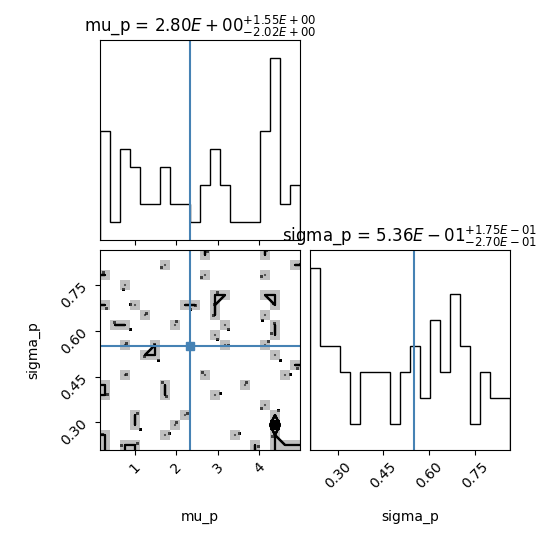 mu_p = 2.80E + 00+1.55E+00−2.02E+00
sigma_p = 5.36E − 01+1.75E−01−2.70E−01
sigma_p
0.75
0.60
0.45
0.30
1 2 3 4
0.30 0.45 0.60 0.75
mu_p
sigma_p